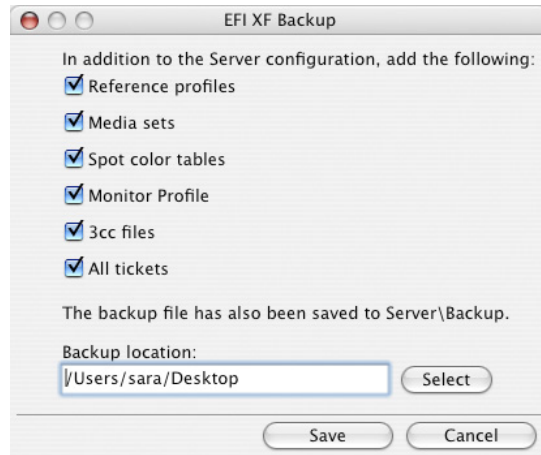 EFI XF Backup
In addition to the Server configuration, add the following:
Reference profiles
Media sets
Spot color tables
Monitor Profile
3cc files
All tickets
The backup file has also been saved to Server\Backup.
Backup location:
/Users/sara/Desktop
Select
Save
Cancel